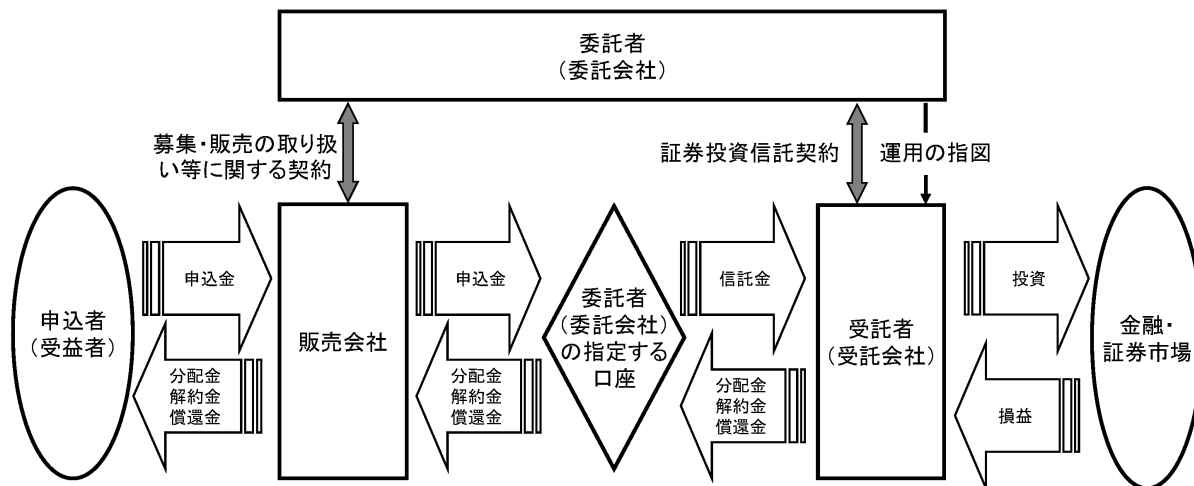 委託者
（委託会社）
募集・販売の取り扱
い等に関する契約
証券投資信託契約
運用の指図
申込者
（受益者）
申込金
分配金
解約金
償還金
販売会社
申込金
分配金
解約金
償還金
委託者
（委託会社）
の指定する
口座
信託金
分配金
解約金
償還金
受託者
（受託会社）
投資
損益
金融・
証券市場